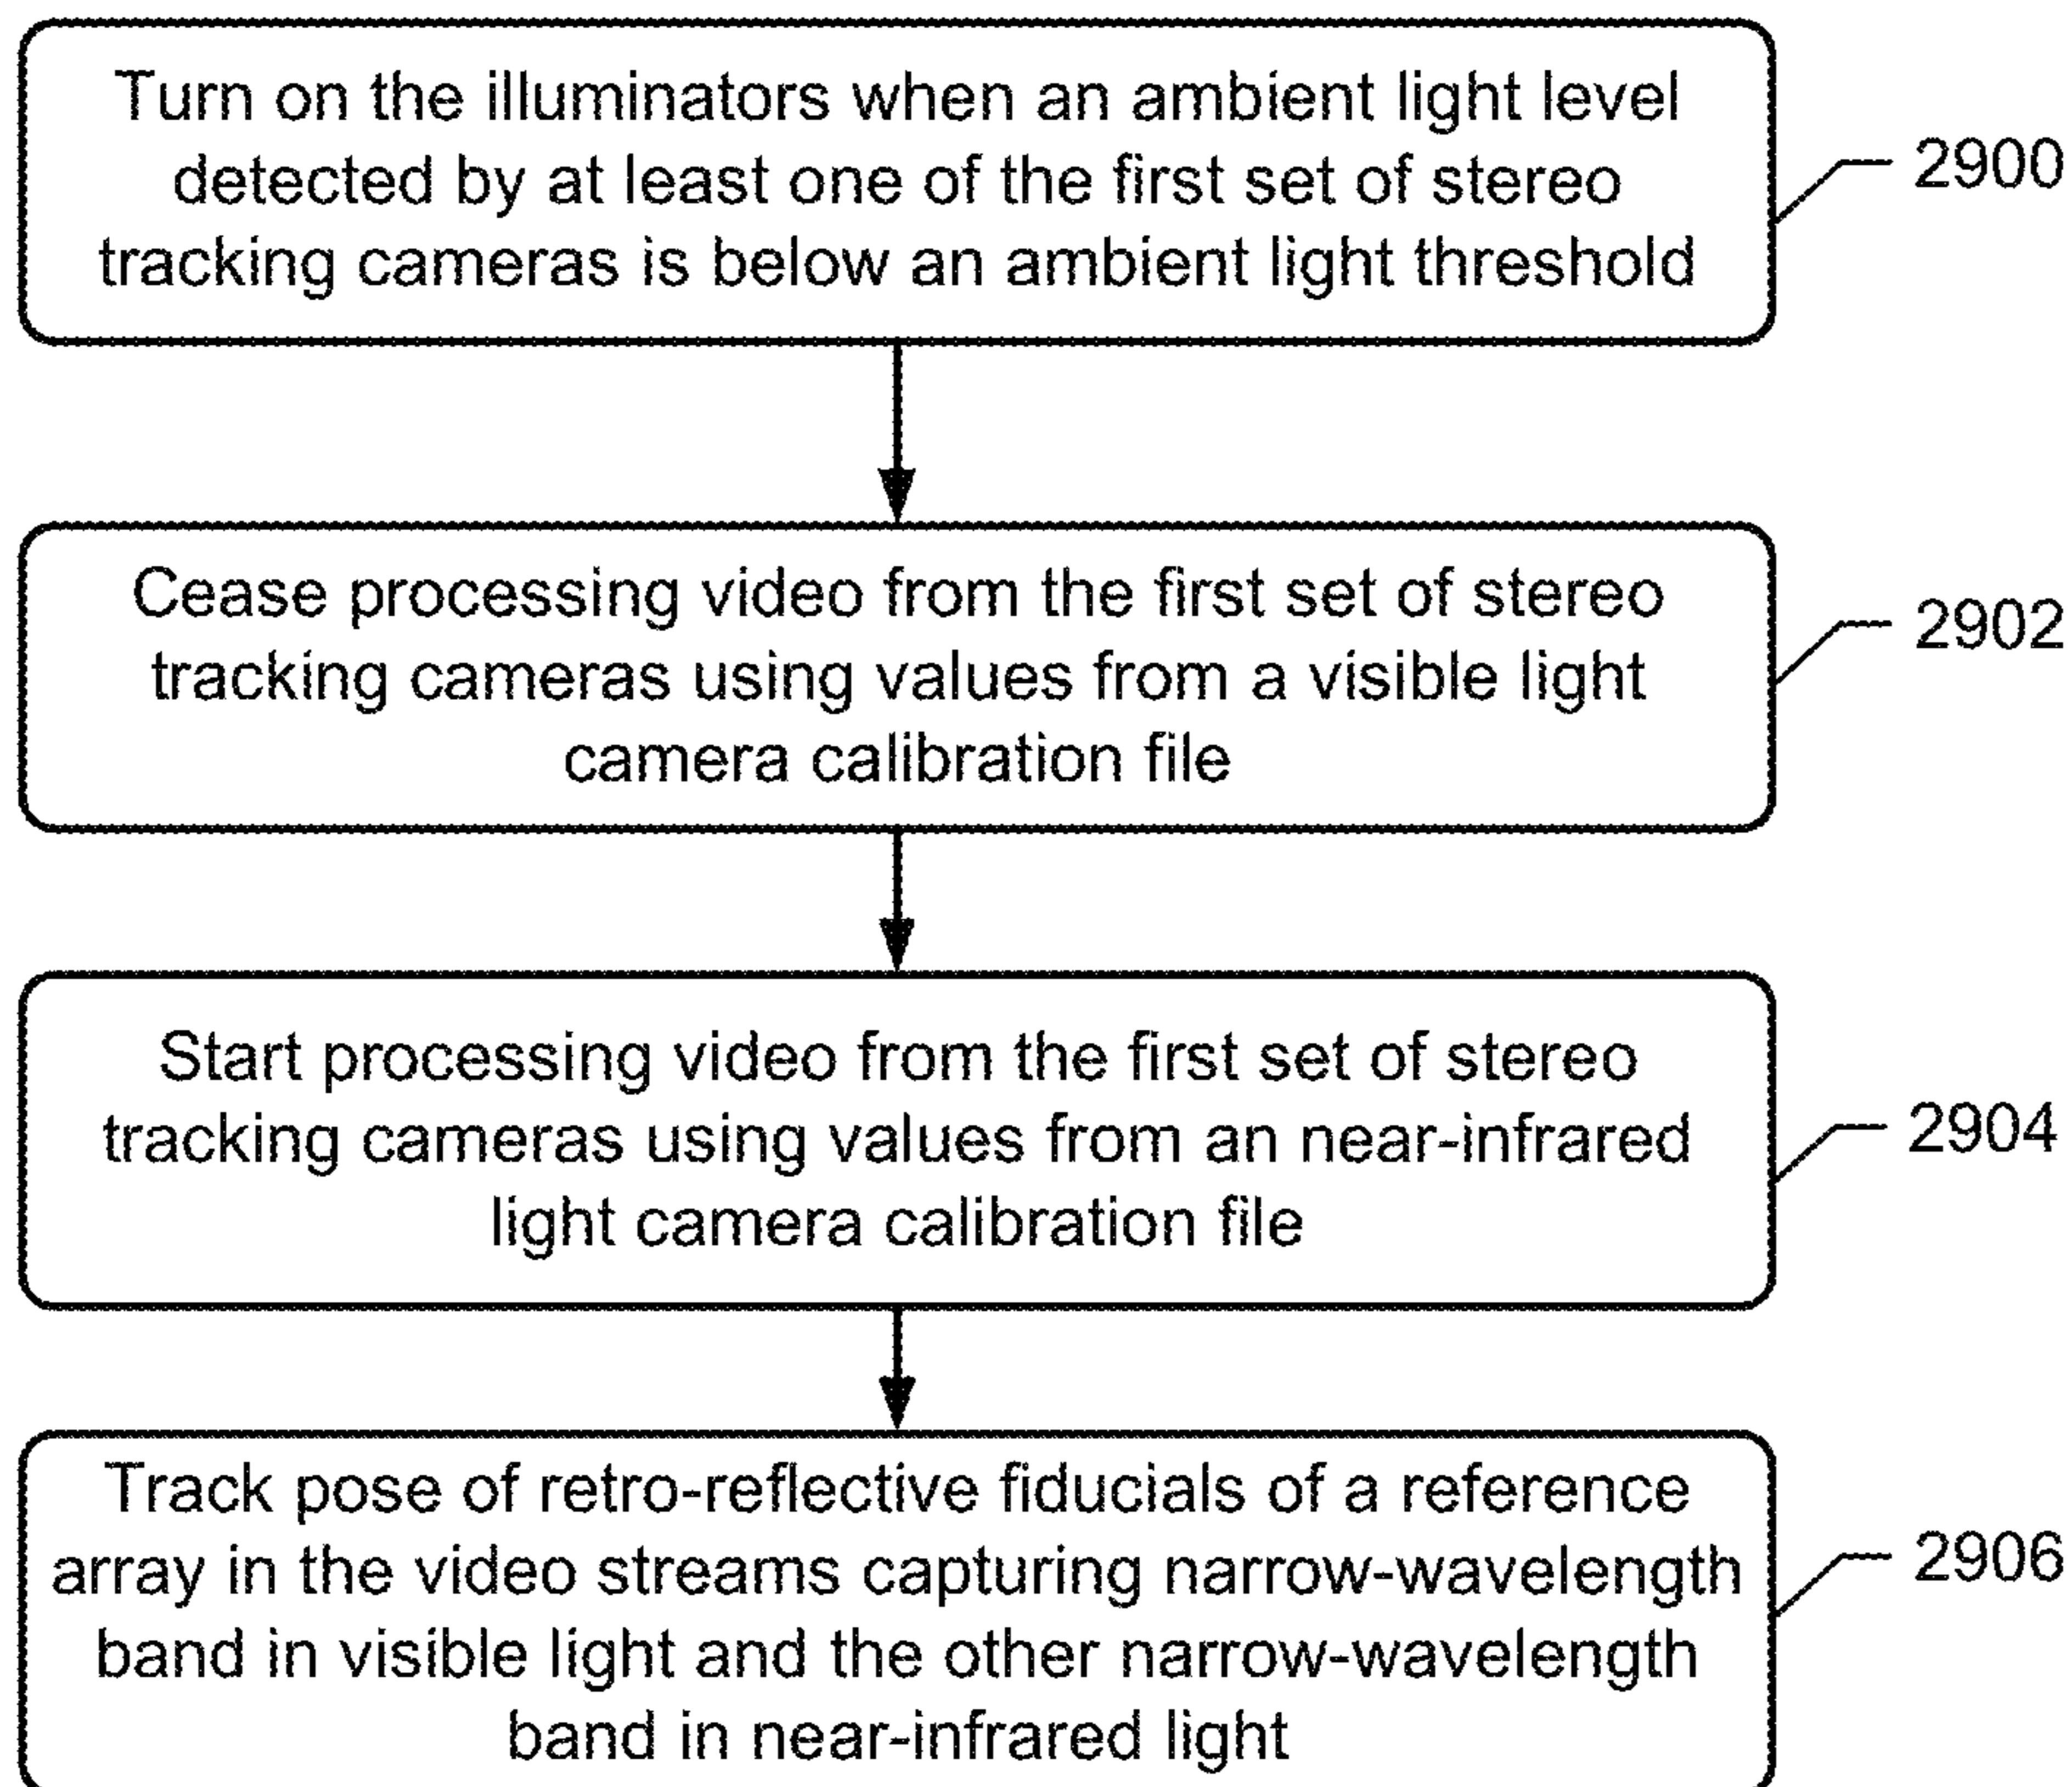 Turn on the illuminators when an ambient light level
detected by at least one of the first set of stereo
tracking cameras is below an ambient light threshold
2900
Cease processing video from the first set of stereo
tracking cameras using values from a visible light
camera calibration file
2902
Start processing video from the first set of stereo
tracking cameras using values from an near-infrared
light camera calibration file
2904
Track pose of retro-reflective fiducials of a reference
array in the video streams capturing narrow-wavelength
band in visible light and the other narrow-wavelength
band in near-infrared light
2906